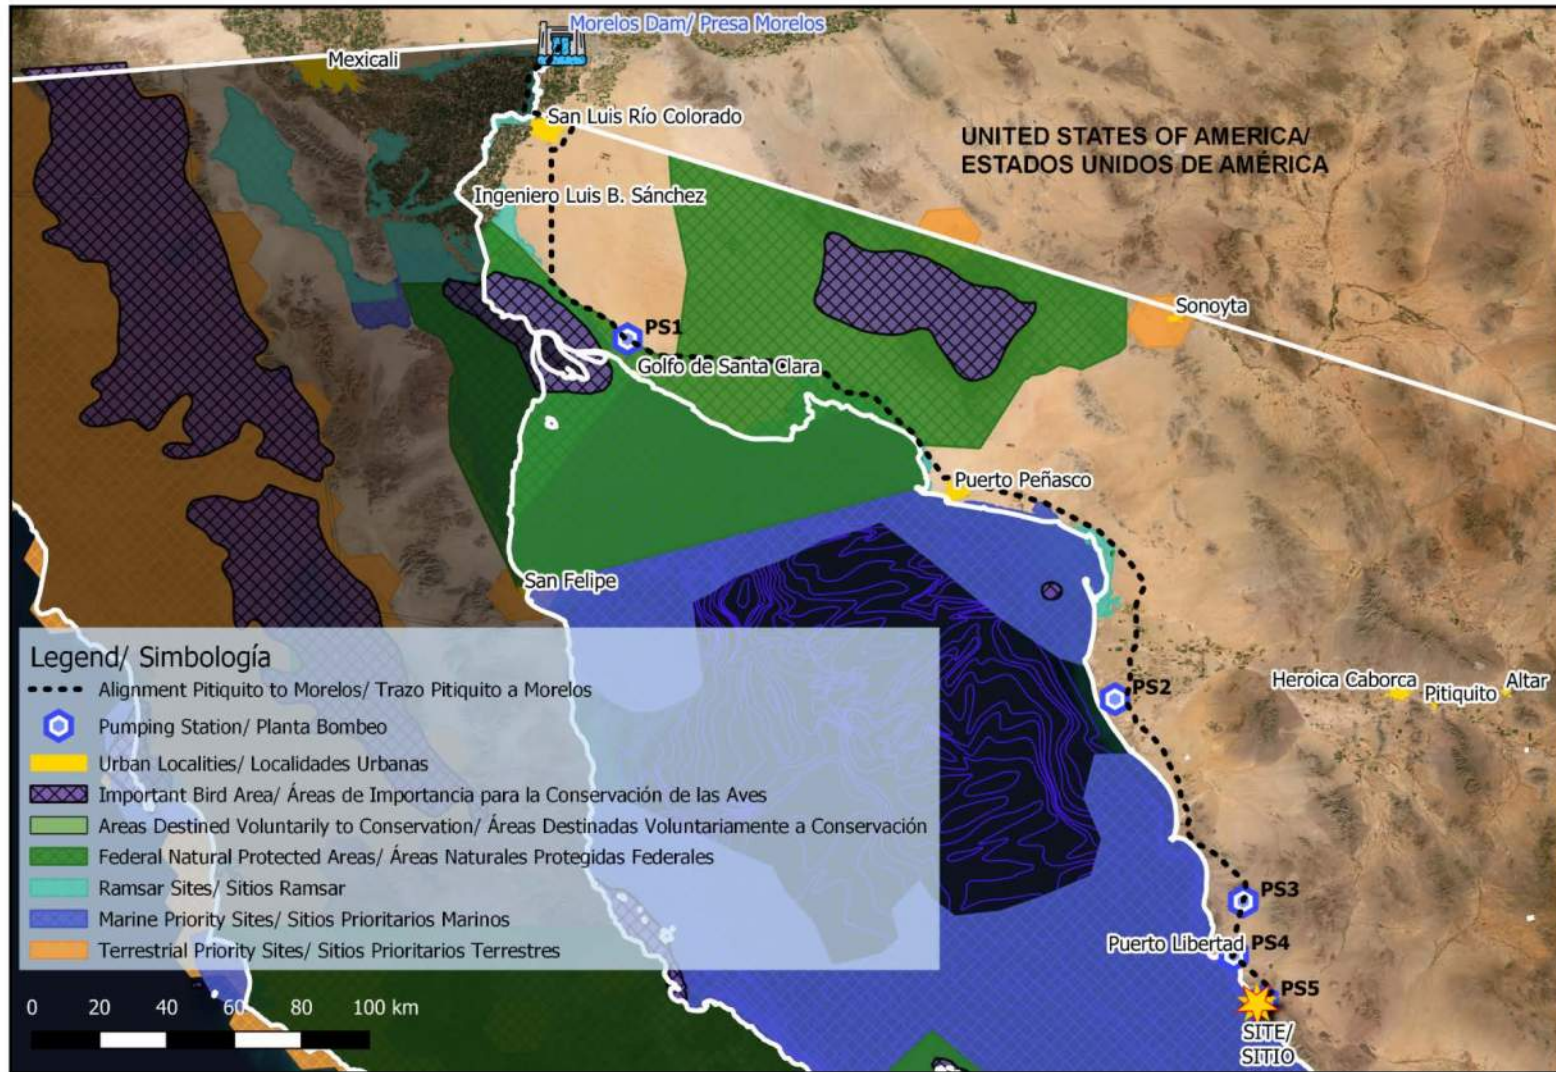 Morelos Dam/ Presa Morelos
Mexicali
San Luis Río Colorado
UNITED STATES OF AMERICA/
ESTADOS UNIDOS DE AMÉRICA
Ingeniero Luis B. Sánchez
Sonoyta
PS1
Golfo de Santa Clara
Puerto Peñasco
San Felipe
Heroica Caborca
Pitiquito
Altar
PS2
PS3
Puerto Libertad
PS4
PS5
SITE/
SITIO
Legend/ Simbología
Alignment Pitiquito to Morelos/ Trazo Pitiquito a Morelos
Pumping Station/ Planta Bombeo
Urban Localities/ Localidades Urbanas
Important Bird Area/ Áreas de Importancia para la Conservación de las Aves
Areas Destined Voluntarily to Conservation/ Áreas Destinadas Voluntariamente a Conservación
Federal Natural Protected Areas/ Áreas Naturales Protegidas Federales
Ramsar Sites/ Sitios Ramsar
Marine Priority Sites/ Sitios Prioritarios Marinos
Terrestrial Priority Sites/ Sitios Prioritarios Terrestres
0 20 40 60 80 100 km